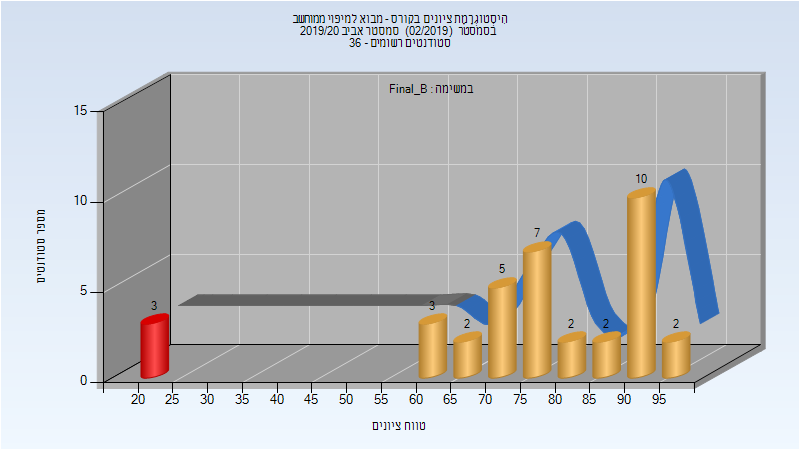 היסטוגרמת ציונים בקורס - מבוא למיפוי ממוחשב
בסמסטר (02/2019) סמסטר אביב 2019/20
סטודנטים רשומים - 36
במשימה : Final_B
מספר סטודנטים
15
10
5
0
3
3
2
5
7
2
2
10
2
20 25 30 35 40 45 50 55 60 65 70 75 80 85 90 95
טווח ציונים